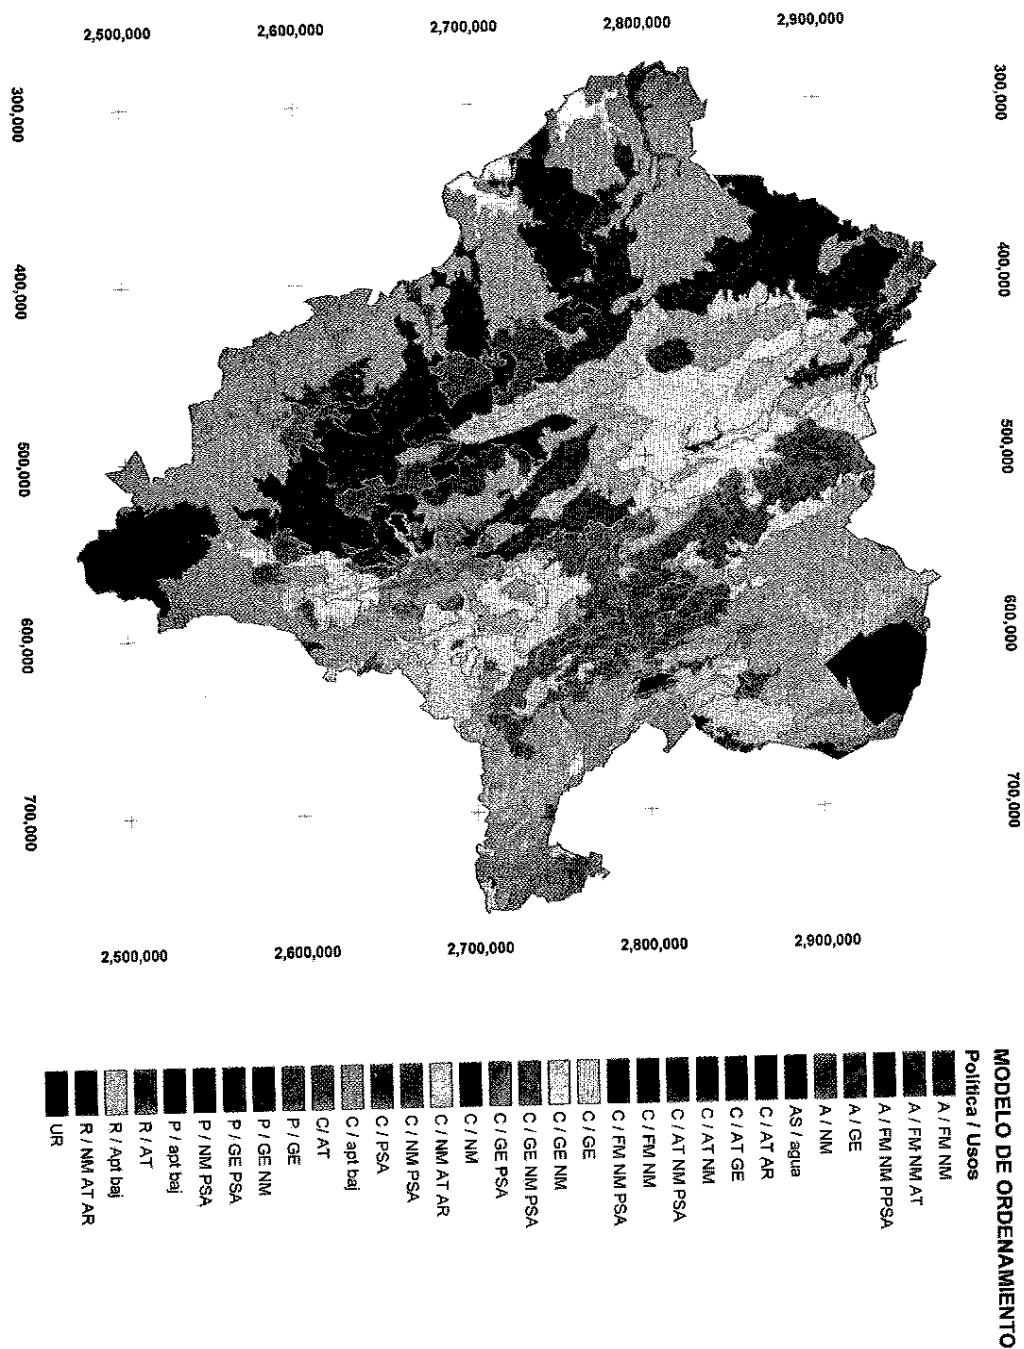 300,000
400,000
500,000
600,000
700,000
2,900,000
2,900,000
2,800,000
2,800,000
2,700,000
2,700,000
2,600,000
2,600,000
2,500,000
2,500,000
300,000
400,000
500,000
600,000
700,000
MODELO DE ORDENAMIENTO
Política / Usos
A / FM NM
A / FM NM AT
A / FM NM PPSA
A / GE
A / NM
AS / agua
C / AT AR
C / AT GE
C / AT NM
C / AT NM PSA
C / FM NM
C / FM NM PSA
C / GE
C / GE NM
C / GE NM PSA
C / GE PSA
C / NM
C / NM AT AR
C / NM PSA
C / PSA
C / apt baj
C/ AT
P / GE
P / GE NM
P / GE PSA
P / NM PSA
P / apt baj
R / AT
R / Apt baj
R / NM AT AR
UR